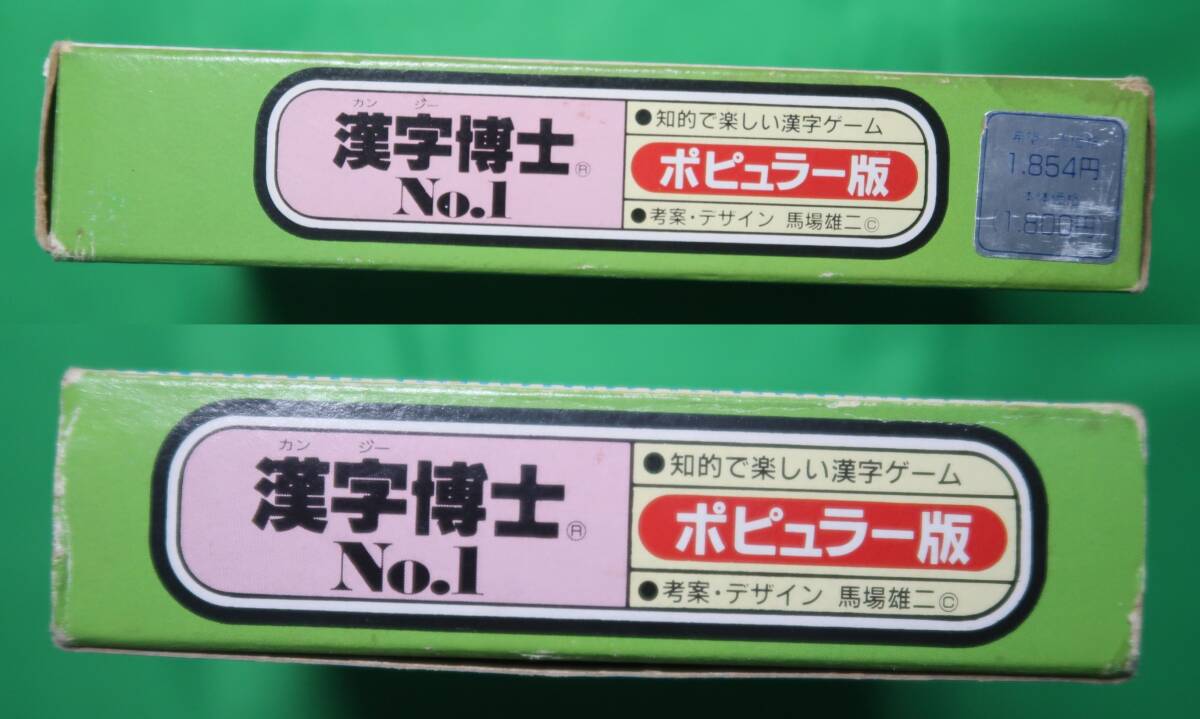 カン ジー
漢字博士®
No.1
●知的で楽しい漢字ゲーム
ポピュラー版
●考案・デザイン 馬場雄二©
1.854円
本体価格
(1.800円)
カン ジー
漢字博士®
No.1
●知的で楽しい漢字ゲーム
ポピュラー版
●考案・デザイン 馬場雄二©